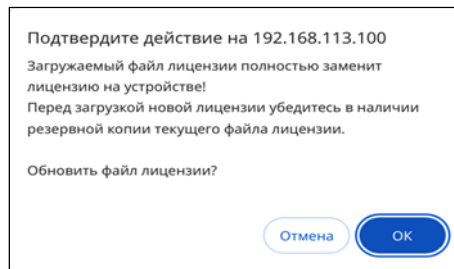 Подтвердите действие на 192.168.113.100
Загружаемый файл лицензии полностью заменит
лицензию на устройстве!
Перед загрузкой новой лицензии убедитесь в наличии
резервной копии текущего файла лицензии.
Обновить файл лицензии?
Отмена
ОК